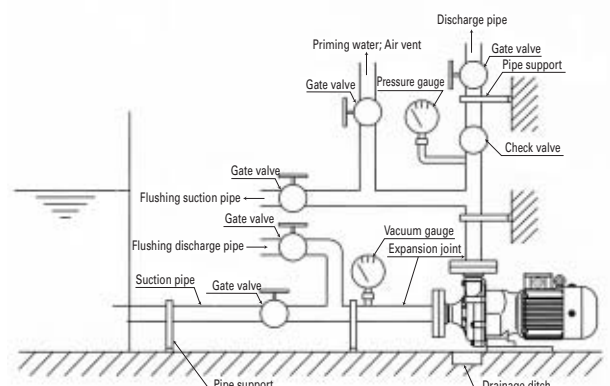 Discharge pipe
Priming water; Air vent
Gate valve
Pipe support
Gate valve
Pressure gauge
Check valve
Gate valve
Flushing suction pipe
Gate valve
Vacuum gauge
Flushing discharge pipe
Expansion joint
Suction pipe
Gate valve
Pipe support
Drainage ditch